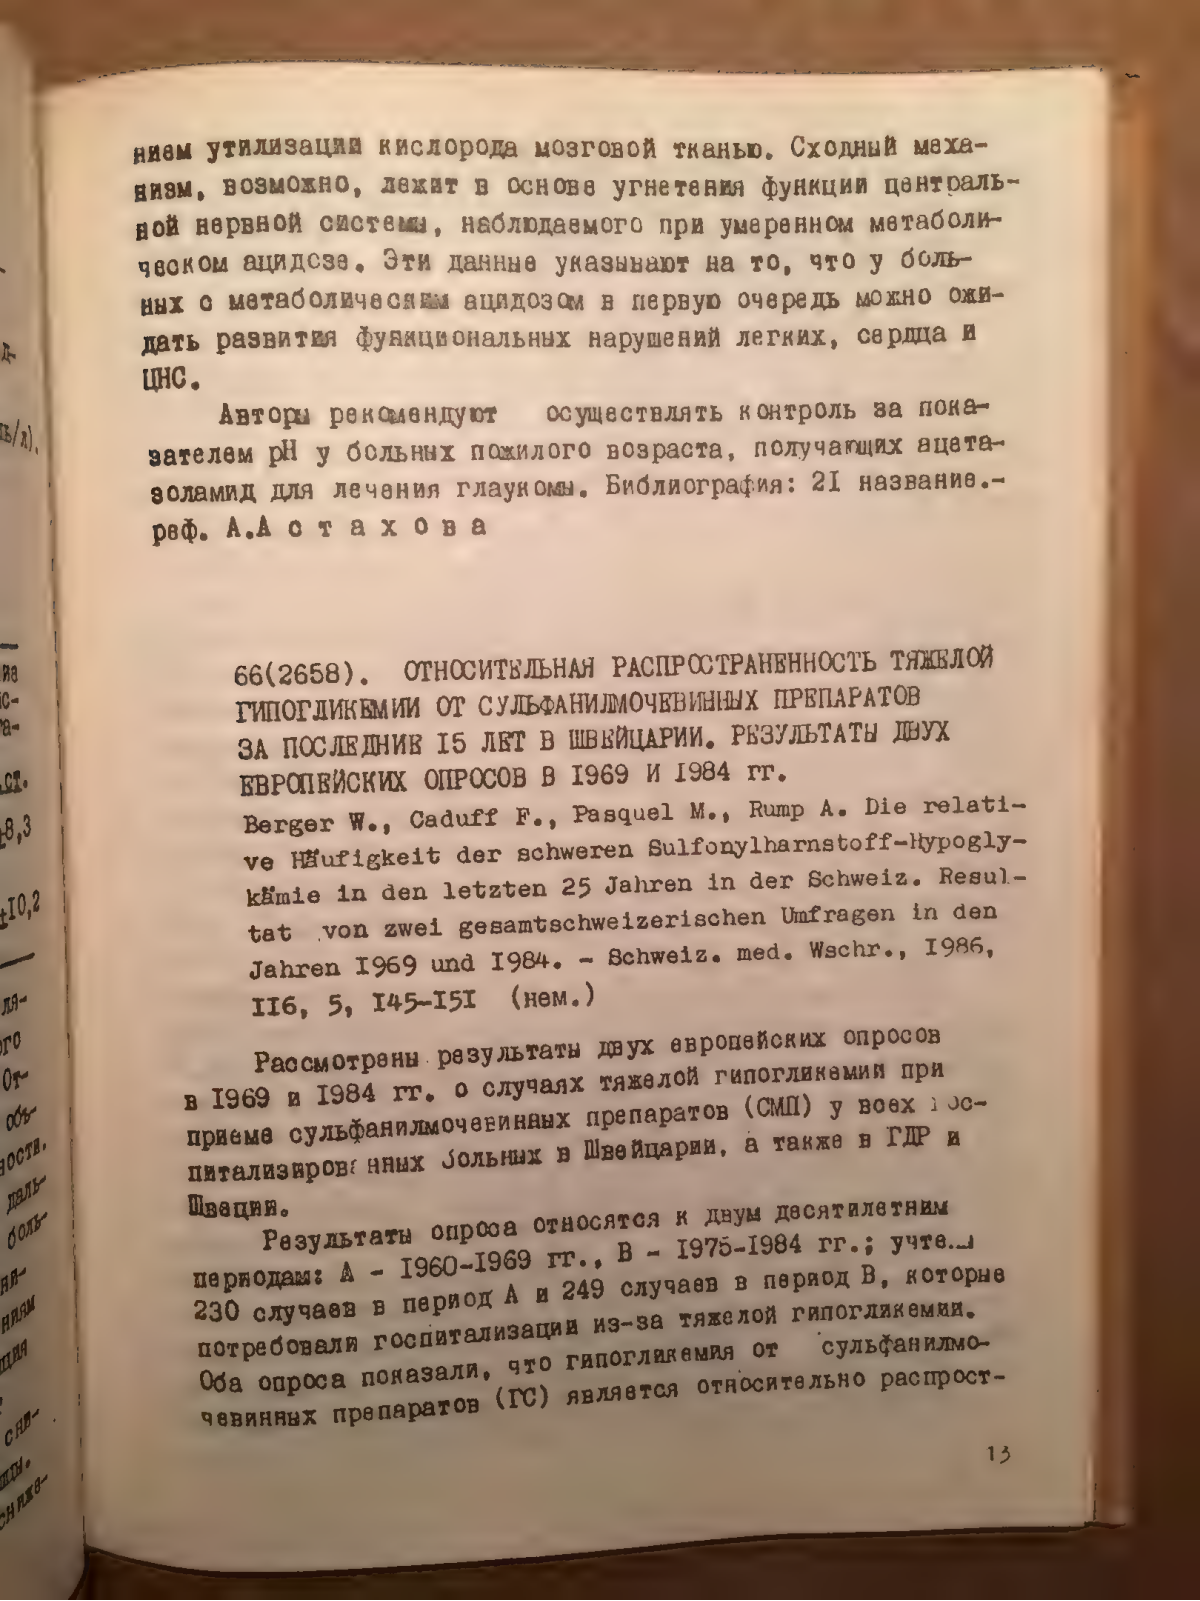 нием утилизации кислорода мозговой тканью. Сходный меха-
низм, возможно, лежит в основе угнетения функции централь-
ной нервной системы, наблюдаемого при умеренном метаболи-
ческом ацидозе. Эти данные указывают на то, что у боль-
ных с метаболическим ацидозом в первую очередь можно ожи-
дать развития функциональных нарушений легких, сердца и
ЦНС.
Авторы рекомендуют осуществлять контроль за пока-
зателем pH у больных пожилого возраста, получающих ацета-
золамид для лечения глаукомы. Библиография: 21 название.-
реф. А.А с т а х о в а
66(2658). ОТНОСИТЕЛЬНАЯ РАСПРОСТРАНЕННОСТЬ ТЯЖЕЛОЙ
ГИПОГЛИКЕМИИ ОТ СУЛЬФАНИЛМОЧЕВИННЫХ ПРЕПАРАТОВ
ЗА ПОСЛЕДНИЕ 15 ЛЕТ В ШВЕЙЦАРИИ. РЕЗУЛЬТАТЫ ДВУХ
ЕВРОПЕЙСКИХ ОПРОСОВ В 1969 И 1984 гг.
Berger W., Caduff F., Pasquel M., Rump A. Die relati-
ve Häufigkeit der schweren Sulfonylharnstoff-Hypogly-
kämie in den letzten 25 Jahren in der Schweiz. Resul-
tat von zwei gesamtschweizerischen Umfragen in den
Jahren 1969 und 1984. - Schweiz. med. Wschr., 1986,
116, 5, 145-151 (нем.)
Рассмотрены результаты двух европейских опросов
в 1969 и 1984 гг. о случаях тяжелой гипогликемии при
приеме сульфанилмочевинных препаратов (СМП) у всех гос-
питализированных больных в Швейцарии, а также в ГДР и
Швеции.
Результаты опроса относятся к двум десятилетним
периодам: А - 1960-1969 гг., В - 1975-1984 гг.;
230 случаев в период А и 249 случаев в период В, которые
потребовали госпитализации из-за тяжелой гипогликемии.
Оба опроса показали, что гипогликемия от сульфанилмо-
чевинных препаратов (ГС) является относительно распрост-
13